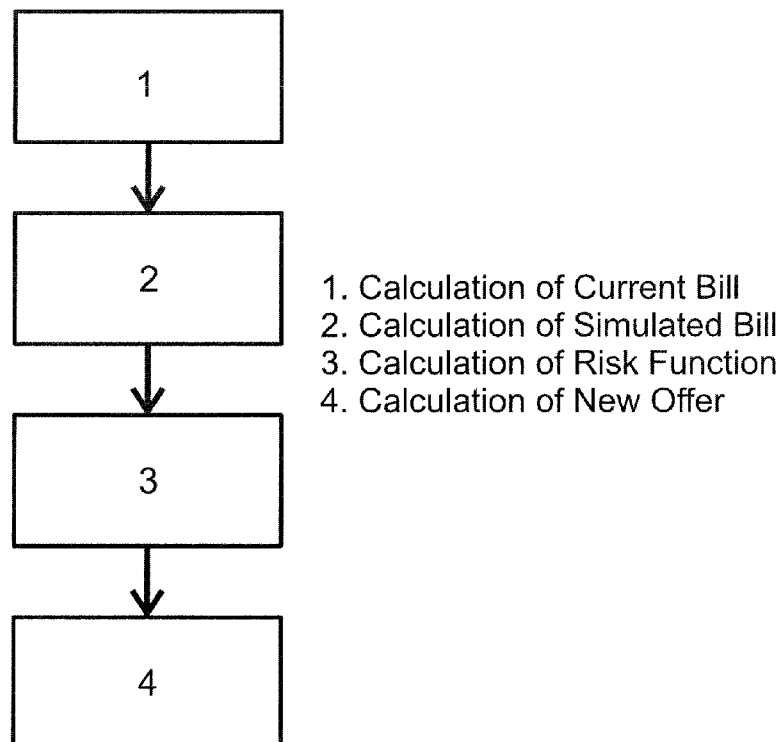 1
2
3
4
1. Calculation of Current Bill
2. Calculation of Simulated Bill
3. Calculation of Risk Function
4. Calculation of New Offer